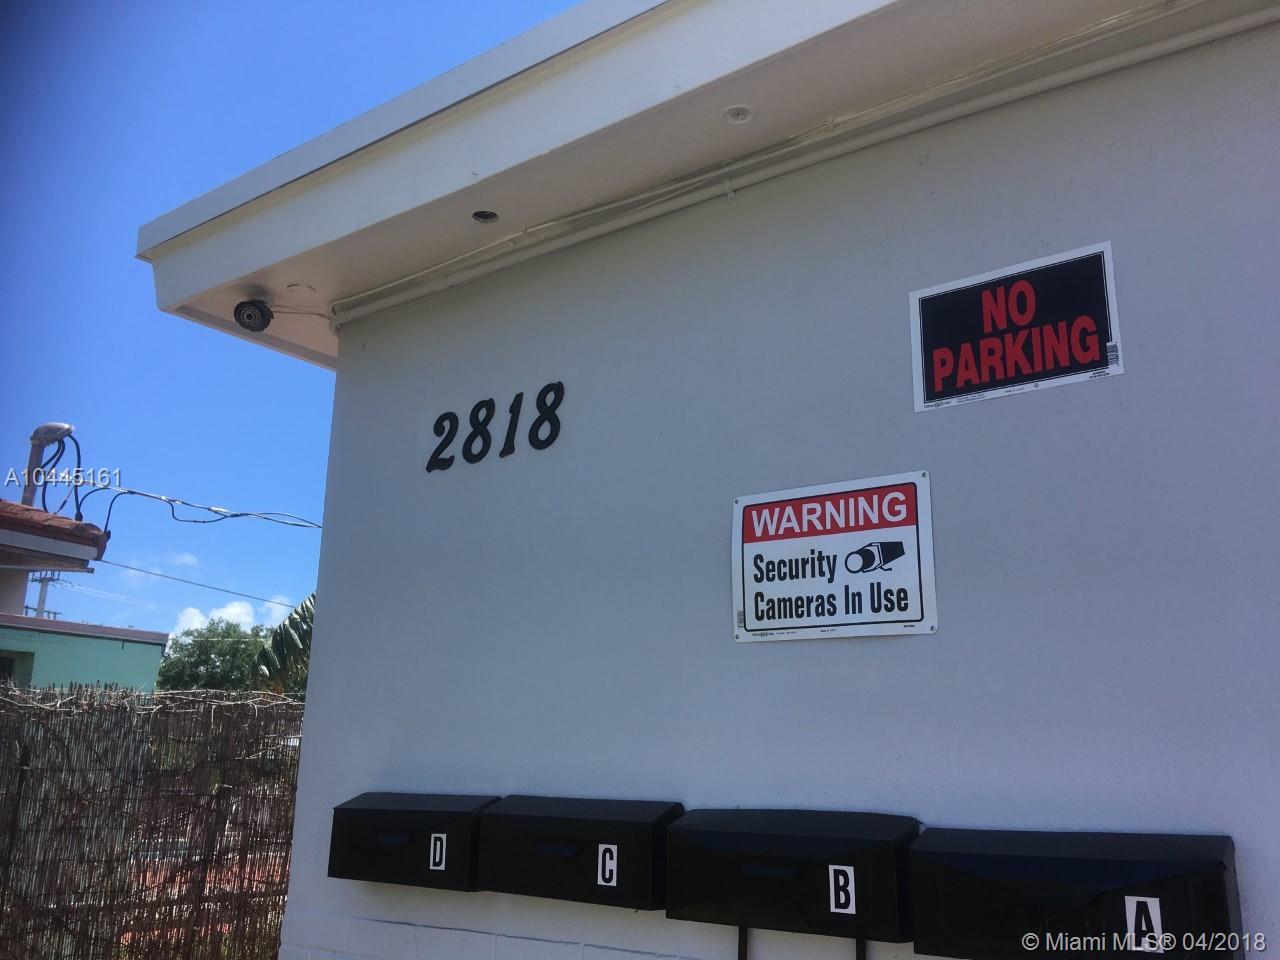 NO
PARKING
2818
A10445161
WARNING
Security
Cameras In Use
D
C
B
A
© Miami MLS® 04/2018